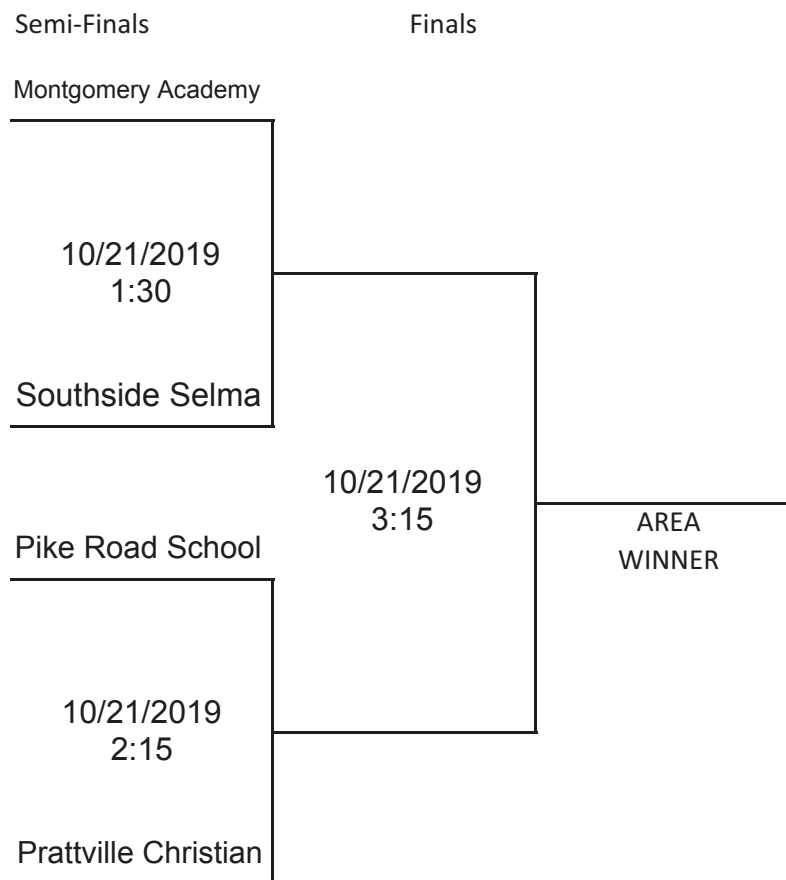 Semi-Finals
Finals
Montgomery Academy
10/21/2019
1:30
Southside Selma
10/21/2019
3:15
AREA
WINNER
Pike Road School
10/21/2019
2:15
Prattville Christian